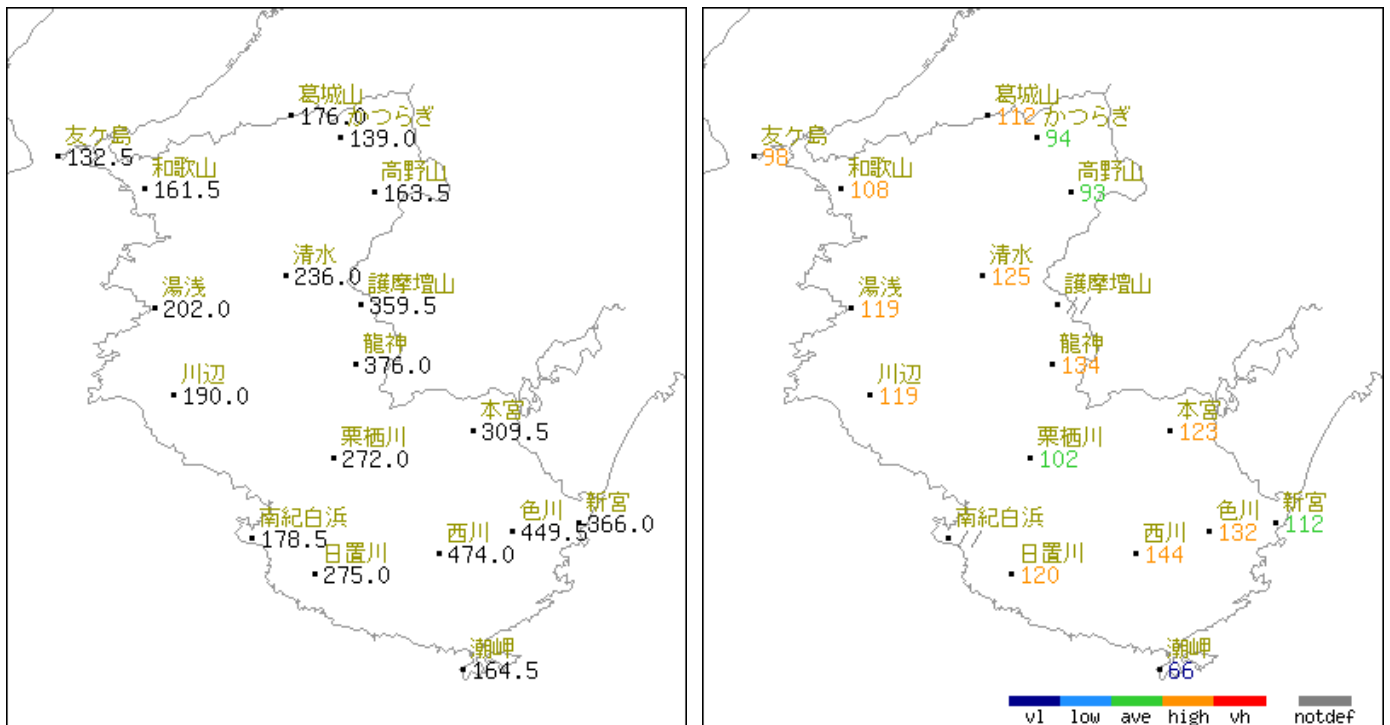 葛城山
176.0
かつらぎ
139.0
友ケ島
132.5
和歌山
161.5
高野山
163.5
清水
236.0
護摩壇山
359.5
湯浅
202.0
龍神
376.0
川辺
190.0
本宮
309.5
栗栖川
272.0
新宮
366.0
色川
449.5
南紀白浜
178.5
西川
474.0
日置川
275.0
潮岬
164.5
葛城山
112
かつらぎ
94
友ケ島
98
和歌山
108
高野山
93
清水
125
護摩壇山
//
湯浅
119
龍神
134
川辺
119
本宮
123
栗栖川
102
新宮
112
色川
132
南紀白浜
//
西川
144
日置川
120
潮岬
66
vl low ave high vh notdef